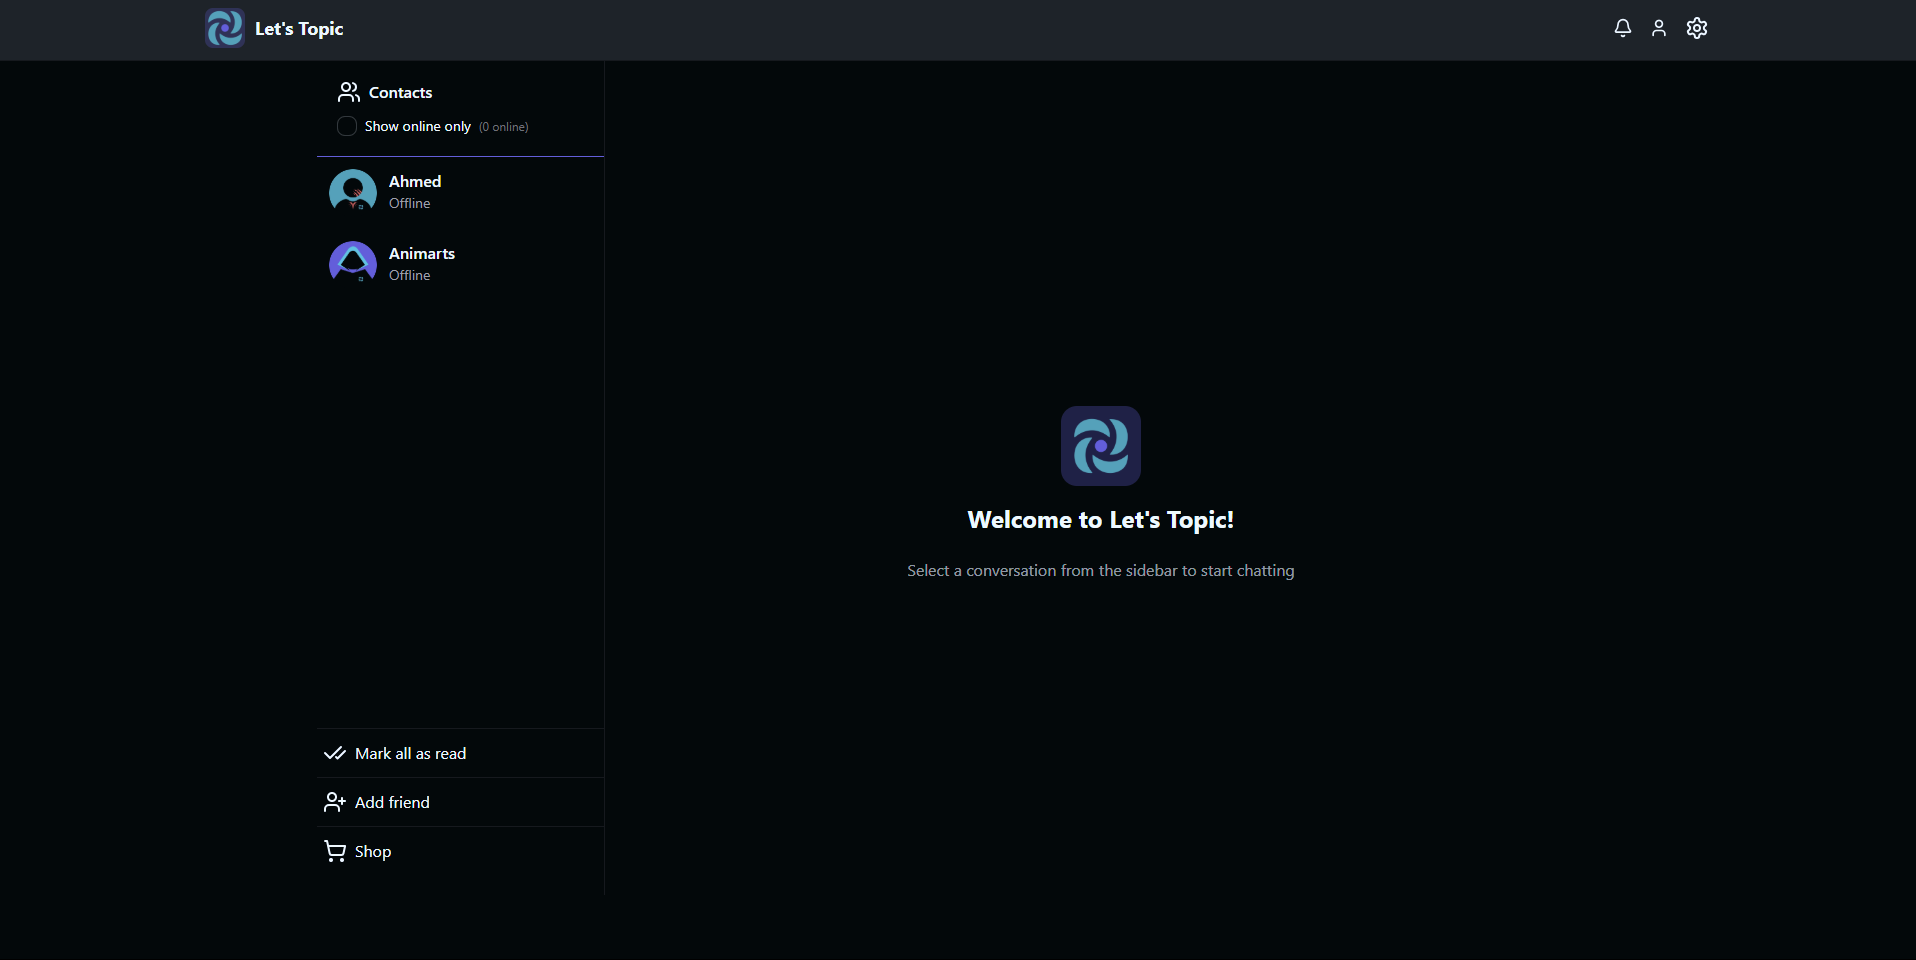 Let's Topic
Contacts
Show online only (0 online)
Ahmed
Offline
Animarts
Offline
Welcome to Let's Topic!
Select a conversation from the sidebar to start chatting
Mark all as read
Add friend
Shop